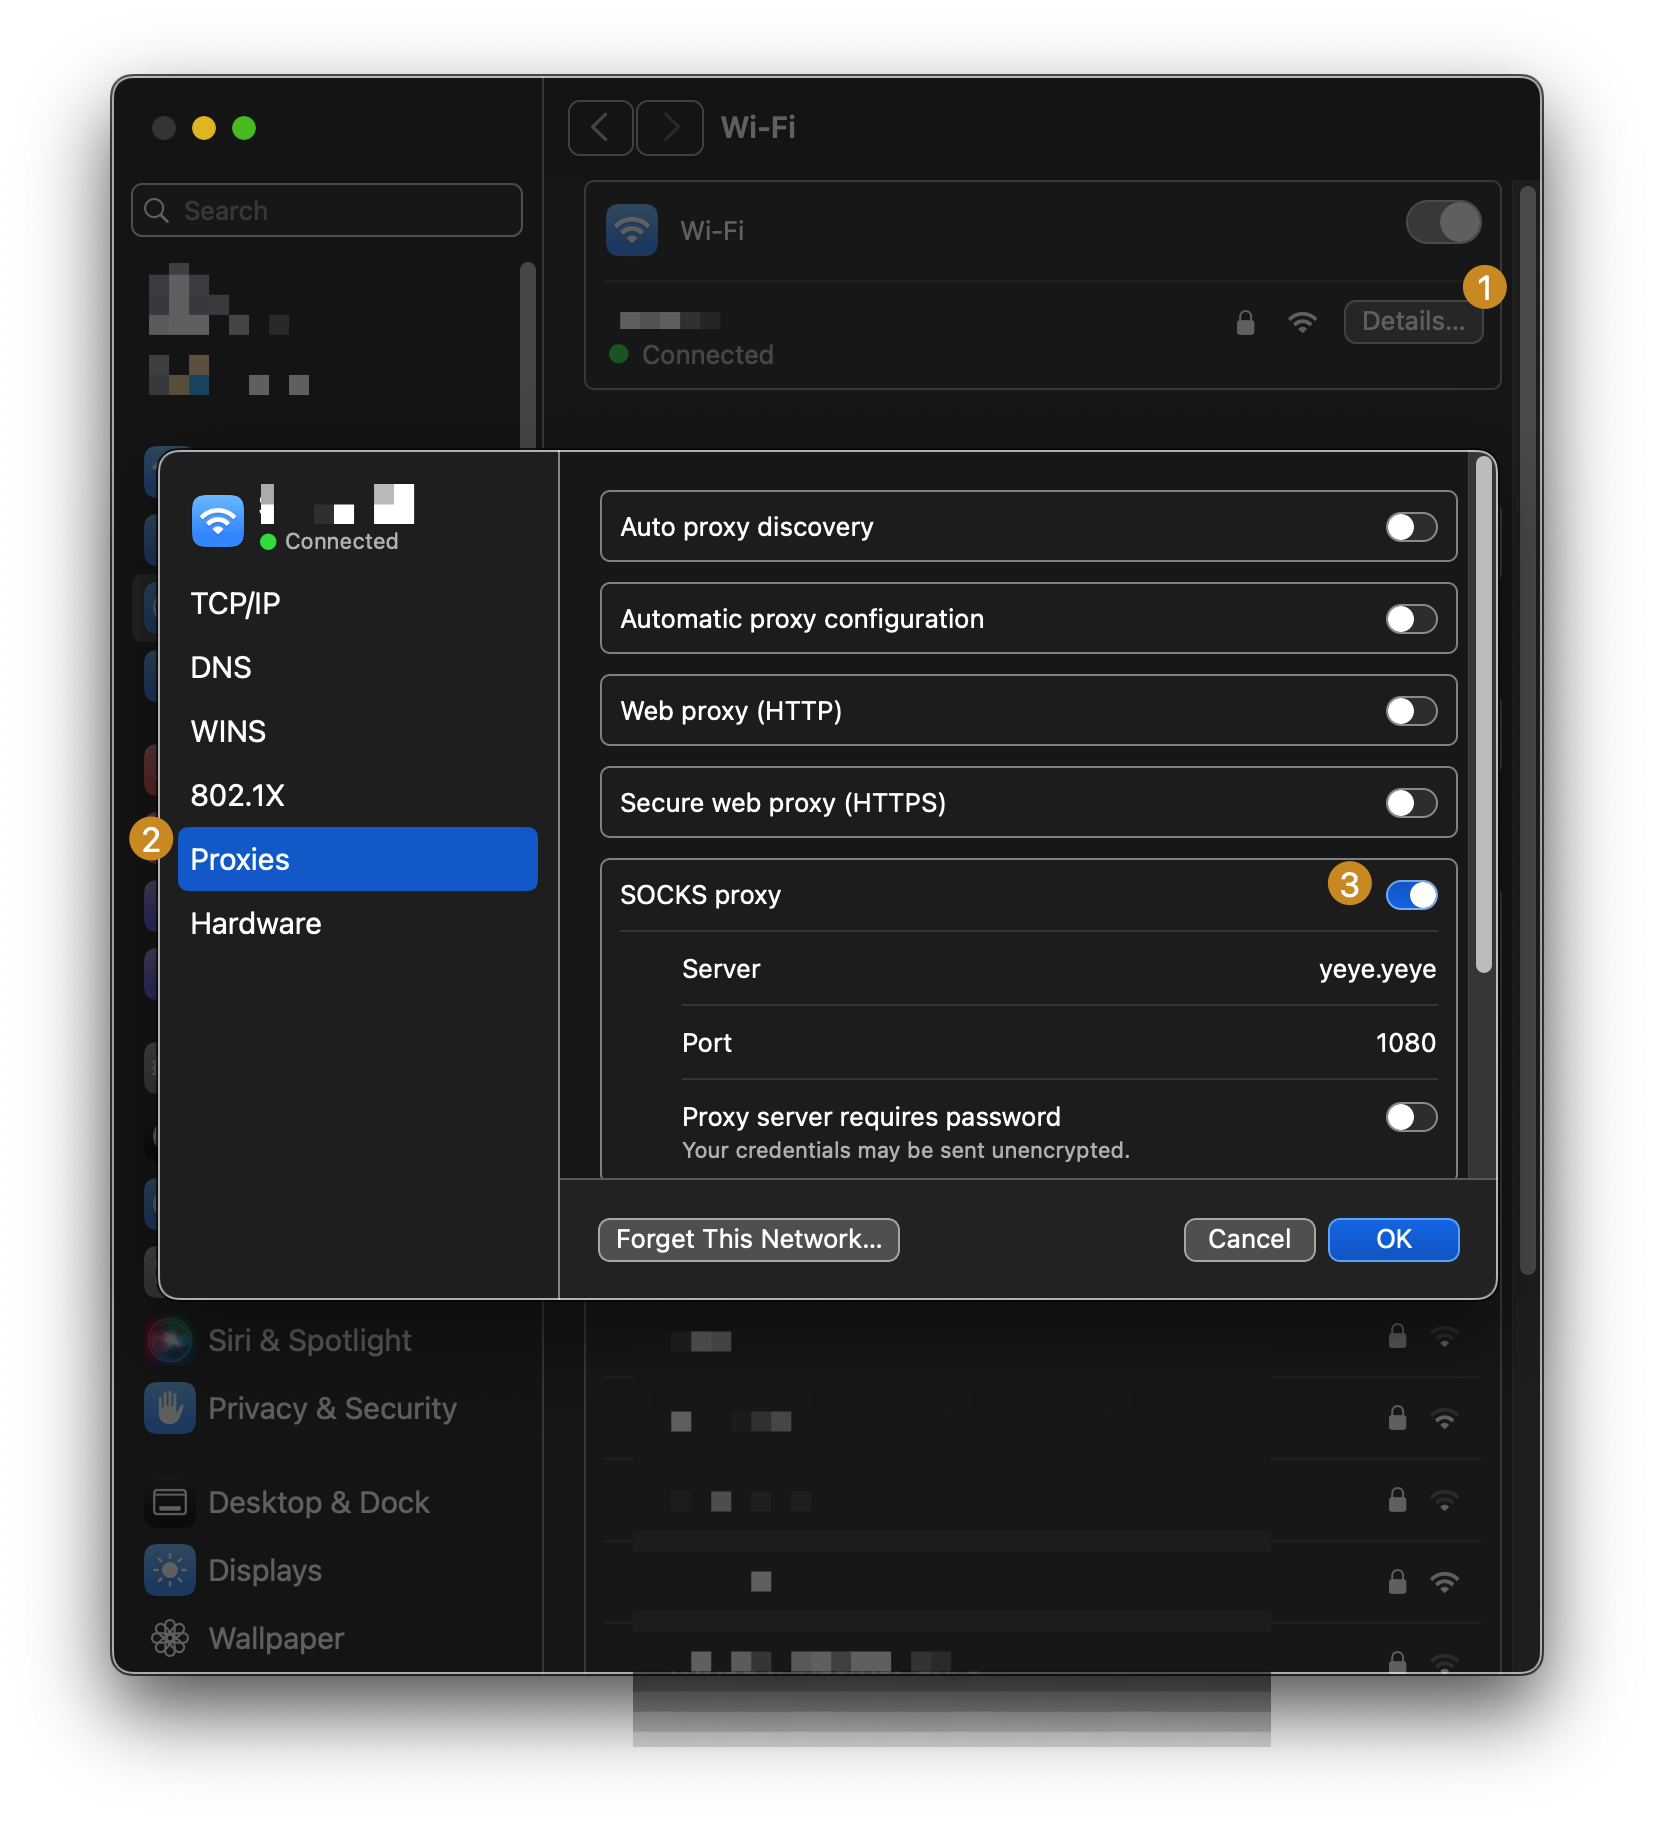 Wi-Fi
Search
Wi-Fi
1
Details...
Connected
Connected
TCP/IP
DNS
WINS
802.1X
2
Proxies
Hardware
Auto proxy discovery
Automatic proxy configuration
Web proxy (HTTP)
Secure web proxy (HTTPS)
SOCKS proxy
3
Server
yeye.yeye
Port
1080
Proxy server requires password
Your credentials may be sent unencrypted.
Forget This Network...
Cancel
OK
Siri & Spotlight
Privacy & Security
Desktop & Dock
Displays
Wallpaper